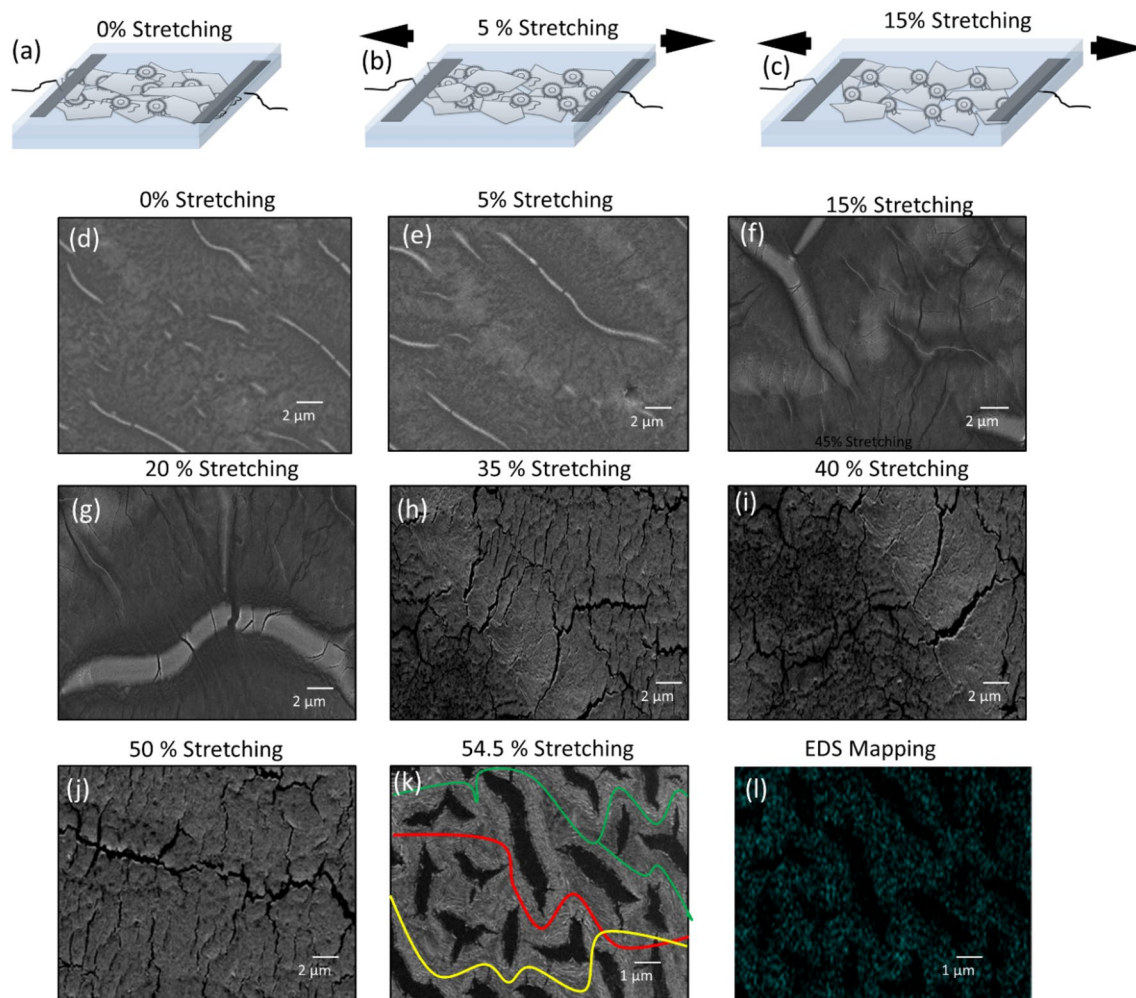 0% Stretching
5 % Stretching
15% Stretching
(a)
(b)
(c)
0% Stretching
5% Stretching
15% Stretching
(d)
(e)
(f)
2 μm
2 μm
2 μm
45% Stretching
20 % Stretching
35 % Stretching
40 % Stretching
(g)
(h)
(i)
2 μm
2 μm
2 μm
50 % Stretching
54.5 % Stretching
EDS Mapping
(j)
(k)
(l)
2 μm
1 μm
1 μm